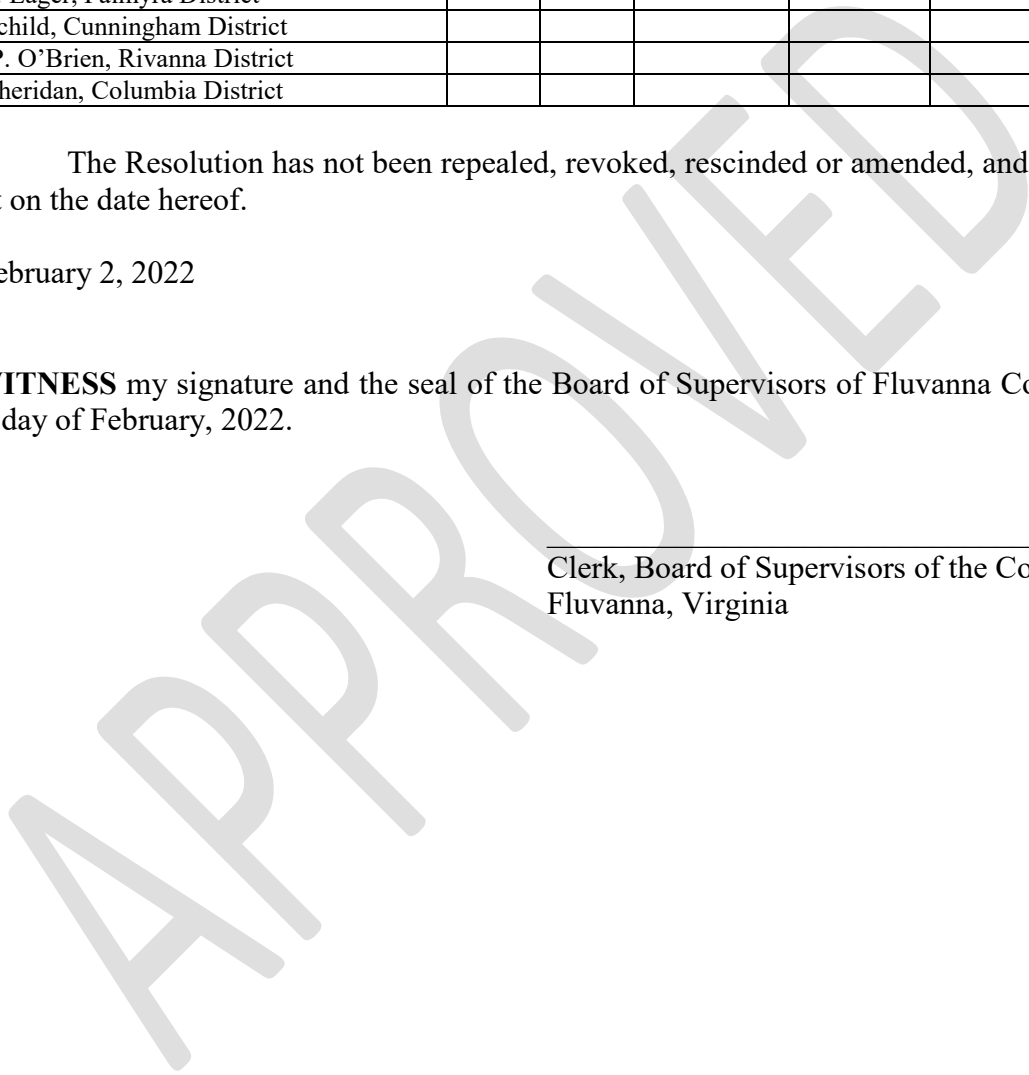 Eager, Palmyra District
child, Cunningham District
P. O’Brien, Rivanna District
heridan, Columbia District
The Resolution has not been repealed, revoked, rescinded or amended, and
t on the date hereof.
ebruary 2, 2022
ITNESS my signature and the seal of the Board of Supervisors of Fluvanna Co
day of February, 2022.
Clerk, Board of Supervisors of the Co
Fluvanna, Virginia
APPROVED